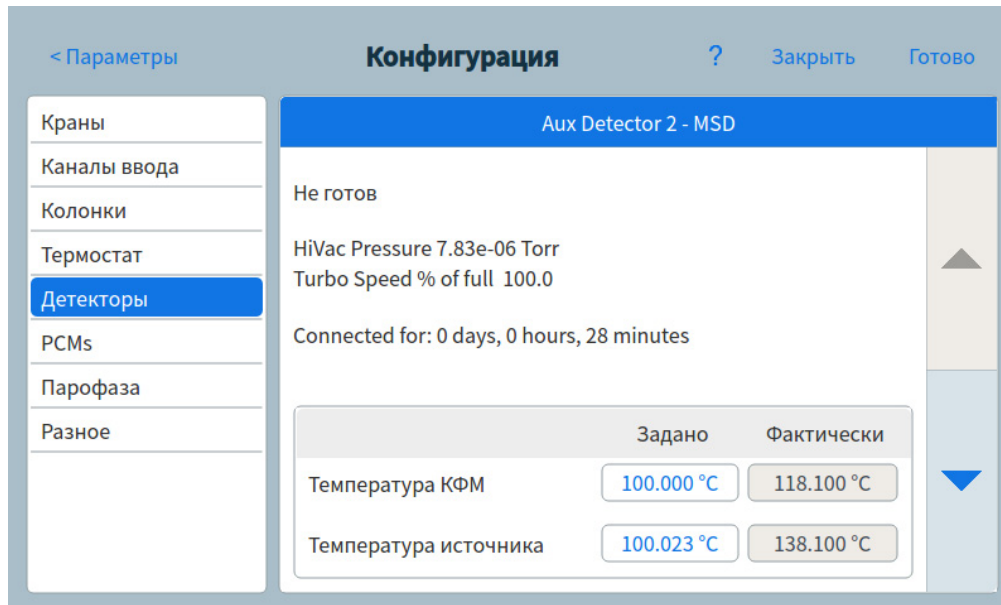 < Параметры Конфигурация ? Закрыть Готово
Краны
Каналы ввода
Колонки
Термостат
Детекторы
PCMs
Парофаза
Разное
Aux Detector 2 - MSD
Не готов
HiVac Pressure 7.83e-06 Torr
Turbo Speed % of full 100.0
Connected for: 0 days, 0 hours, 28 minutes
Задано Фактически
Температура КФМ 100.000 °C 118.100 °C
Температура источника 100.023 °C 138.100 °C